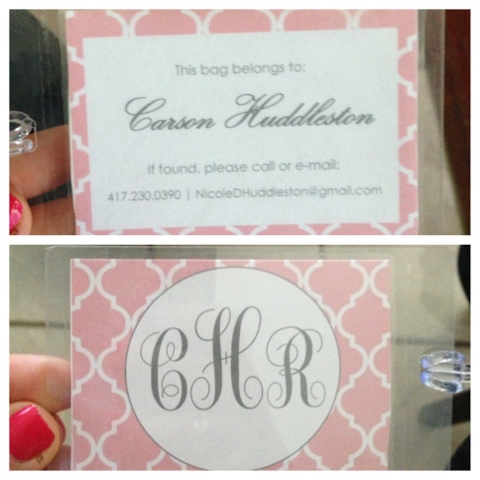 This bag belongs to:
Carson Huddleston
If found, please call or e-mail:
417.230.0390 | NicoleDHuddleston@gmail.com
CHR